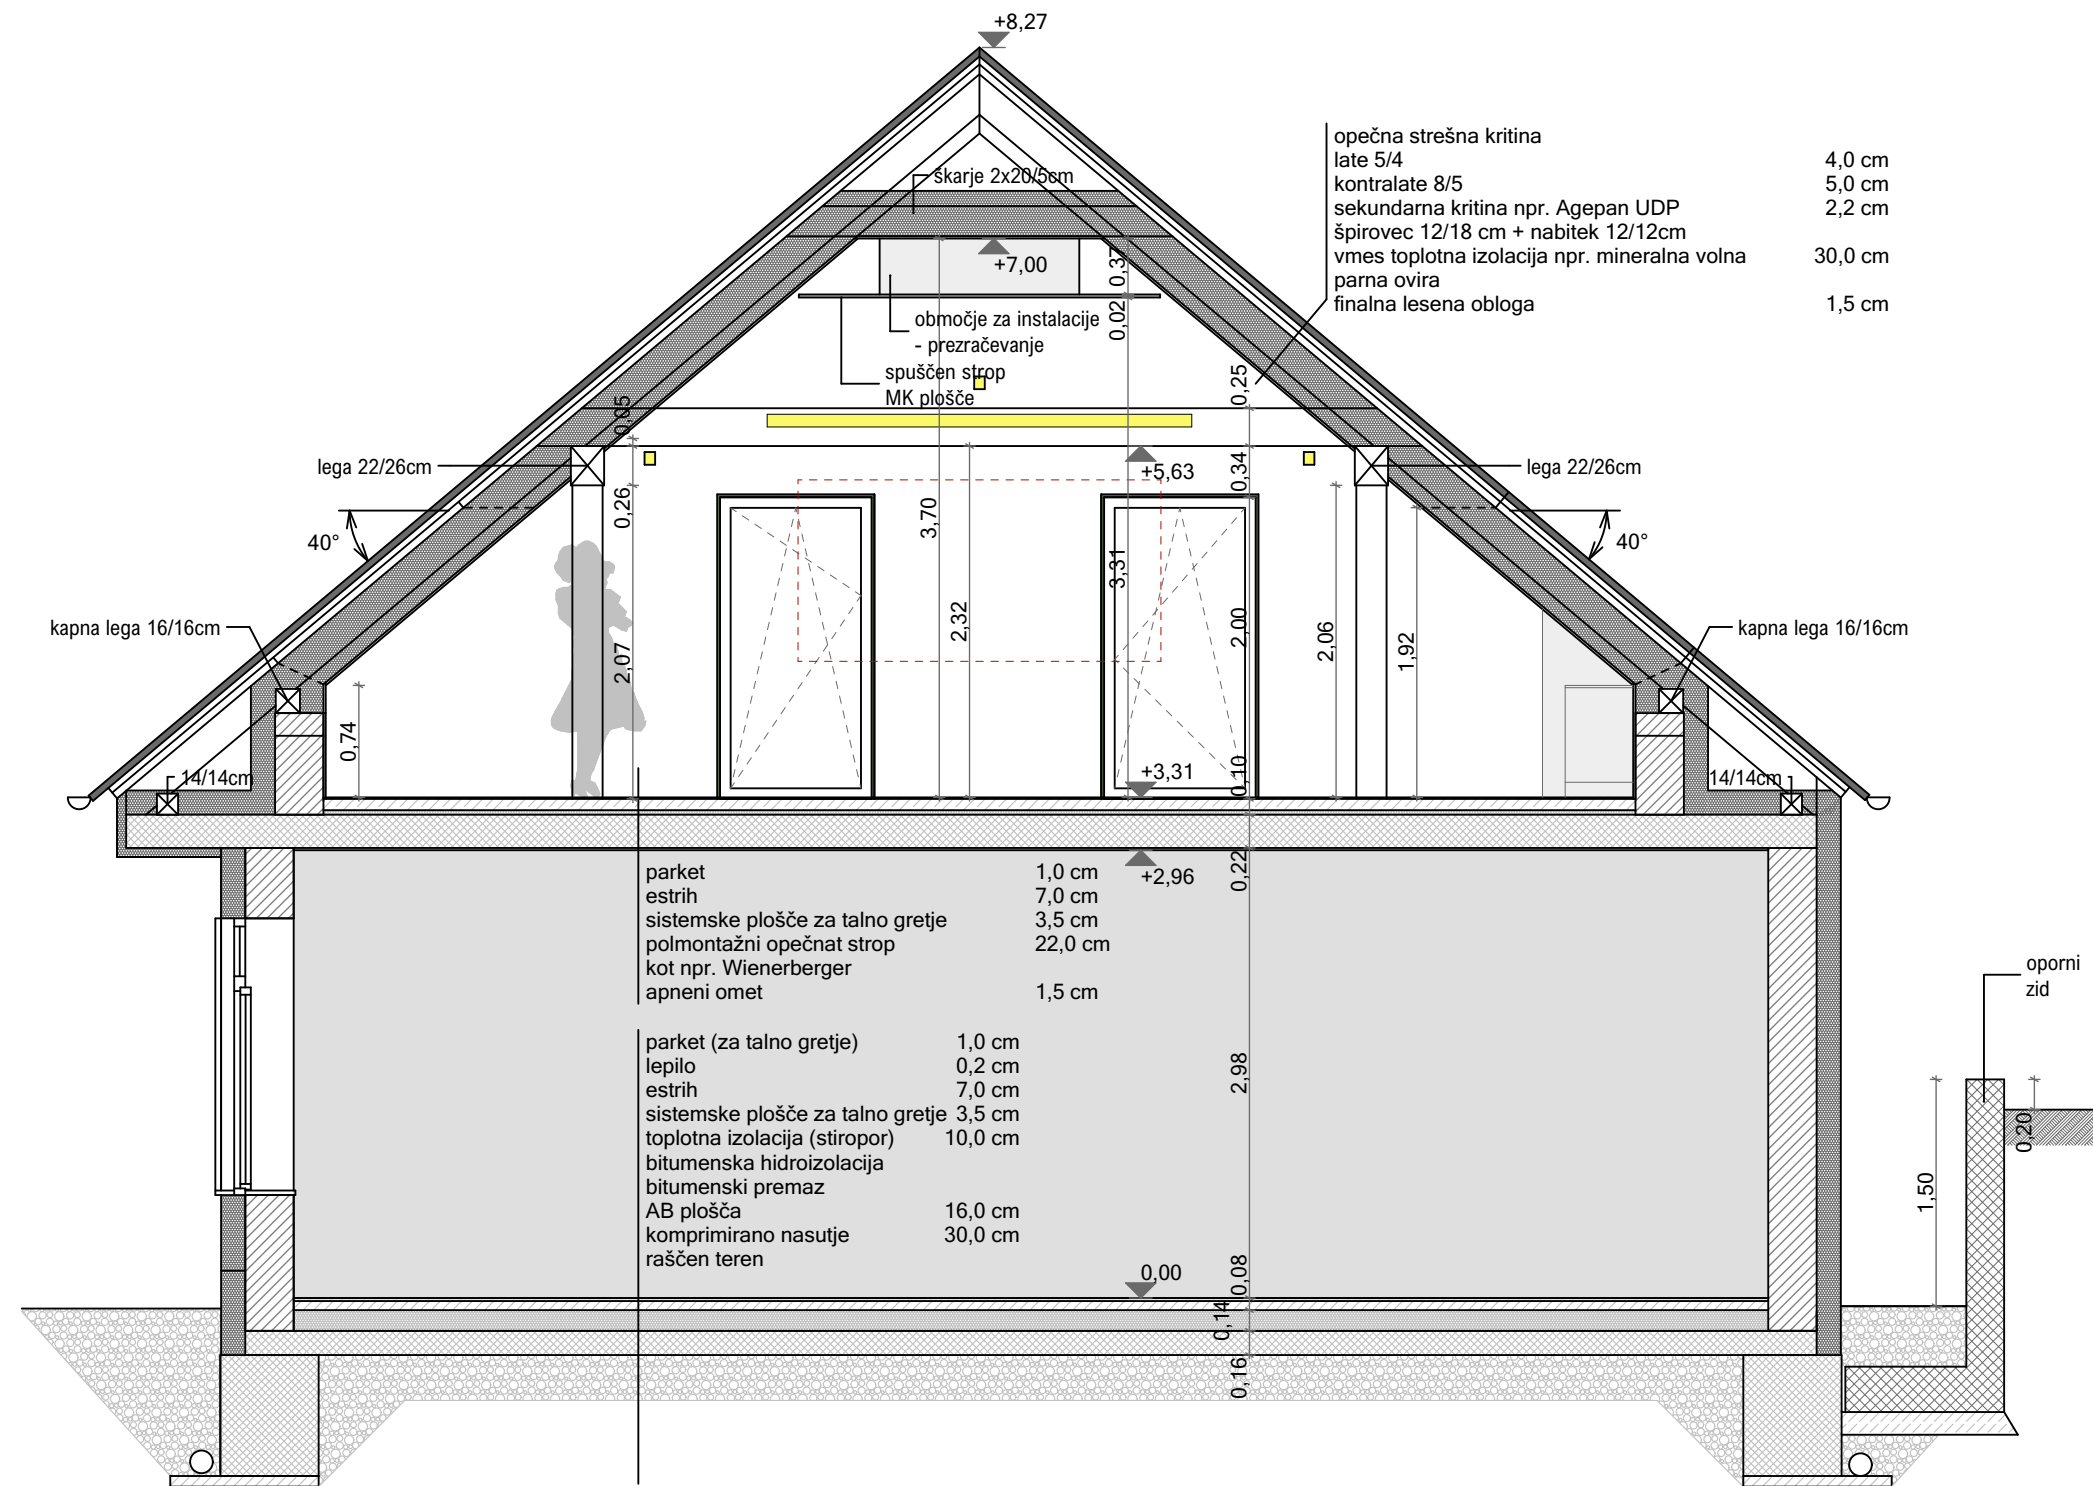 +8,27
opečna strešna kritina
late 5/4 4,0 cm
kontralate 8/5 5,0 cm
sekundarna kritina npr. Agepan UDP 2,2 cm
špirovec 12/18 cm + nabitek 12/12cm
vmes toplotna izolacija npr. mineralna volna 30,0 cm
parna ovira
finalna lesena obloga 1,5 cm
škarje 2x20/5cm
+7,00
0,37
0,02
območje za instalacije
- prezračevanje
spuščen strop
MK plošče
0,25
0,05
lega 22/26cm
+5,63
0,34
lega 22/26cm
0,26
3,70
40°
40°
3,31
2,32
2,00
2,06
1,92
2,07
kapna lega 16/16cm
kapna lega 16/16cm
0,74
14/14cm
+3,31
0,10
14/14cm
parket 1,0 cm
estrih 7,0 cm
sistemske plošče za talno gretje 3,5 cm
polmontažni opečnat strop 22,0 cm
kot npr. Wienerberger
apneni omet 1,5 cm
+2,96
0,22
oporni
zid
parket (za talno gretje) 1,0 cm
lepilo 0,2 cm
estrih 7,0 cm
sistemske plošče za talno gretje 3,5 cm
toplotna izolacija (stiropor) 10,0 cm
bitumenska hidroizolacija
bitumenski premaz
AB plošča 16,0 cm
komprimirano nasutje 30,0 cm
raščen teren
2,98
0,20
1,50
0,00
0,08
0,14
0,16